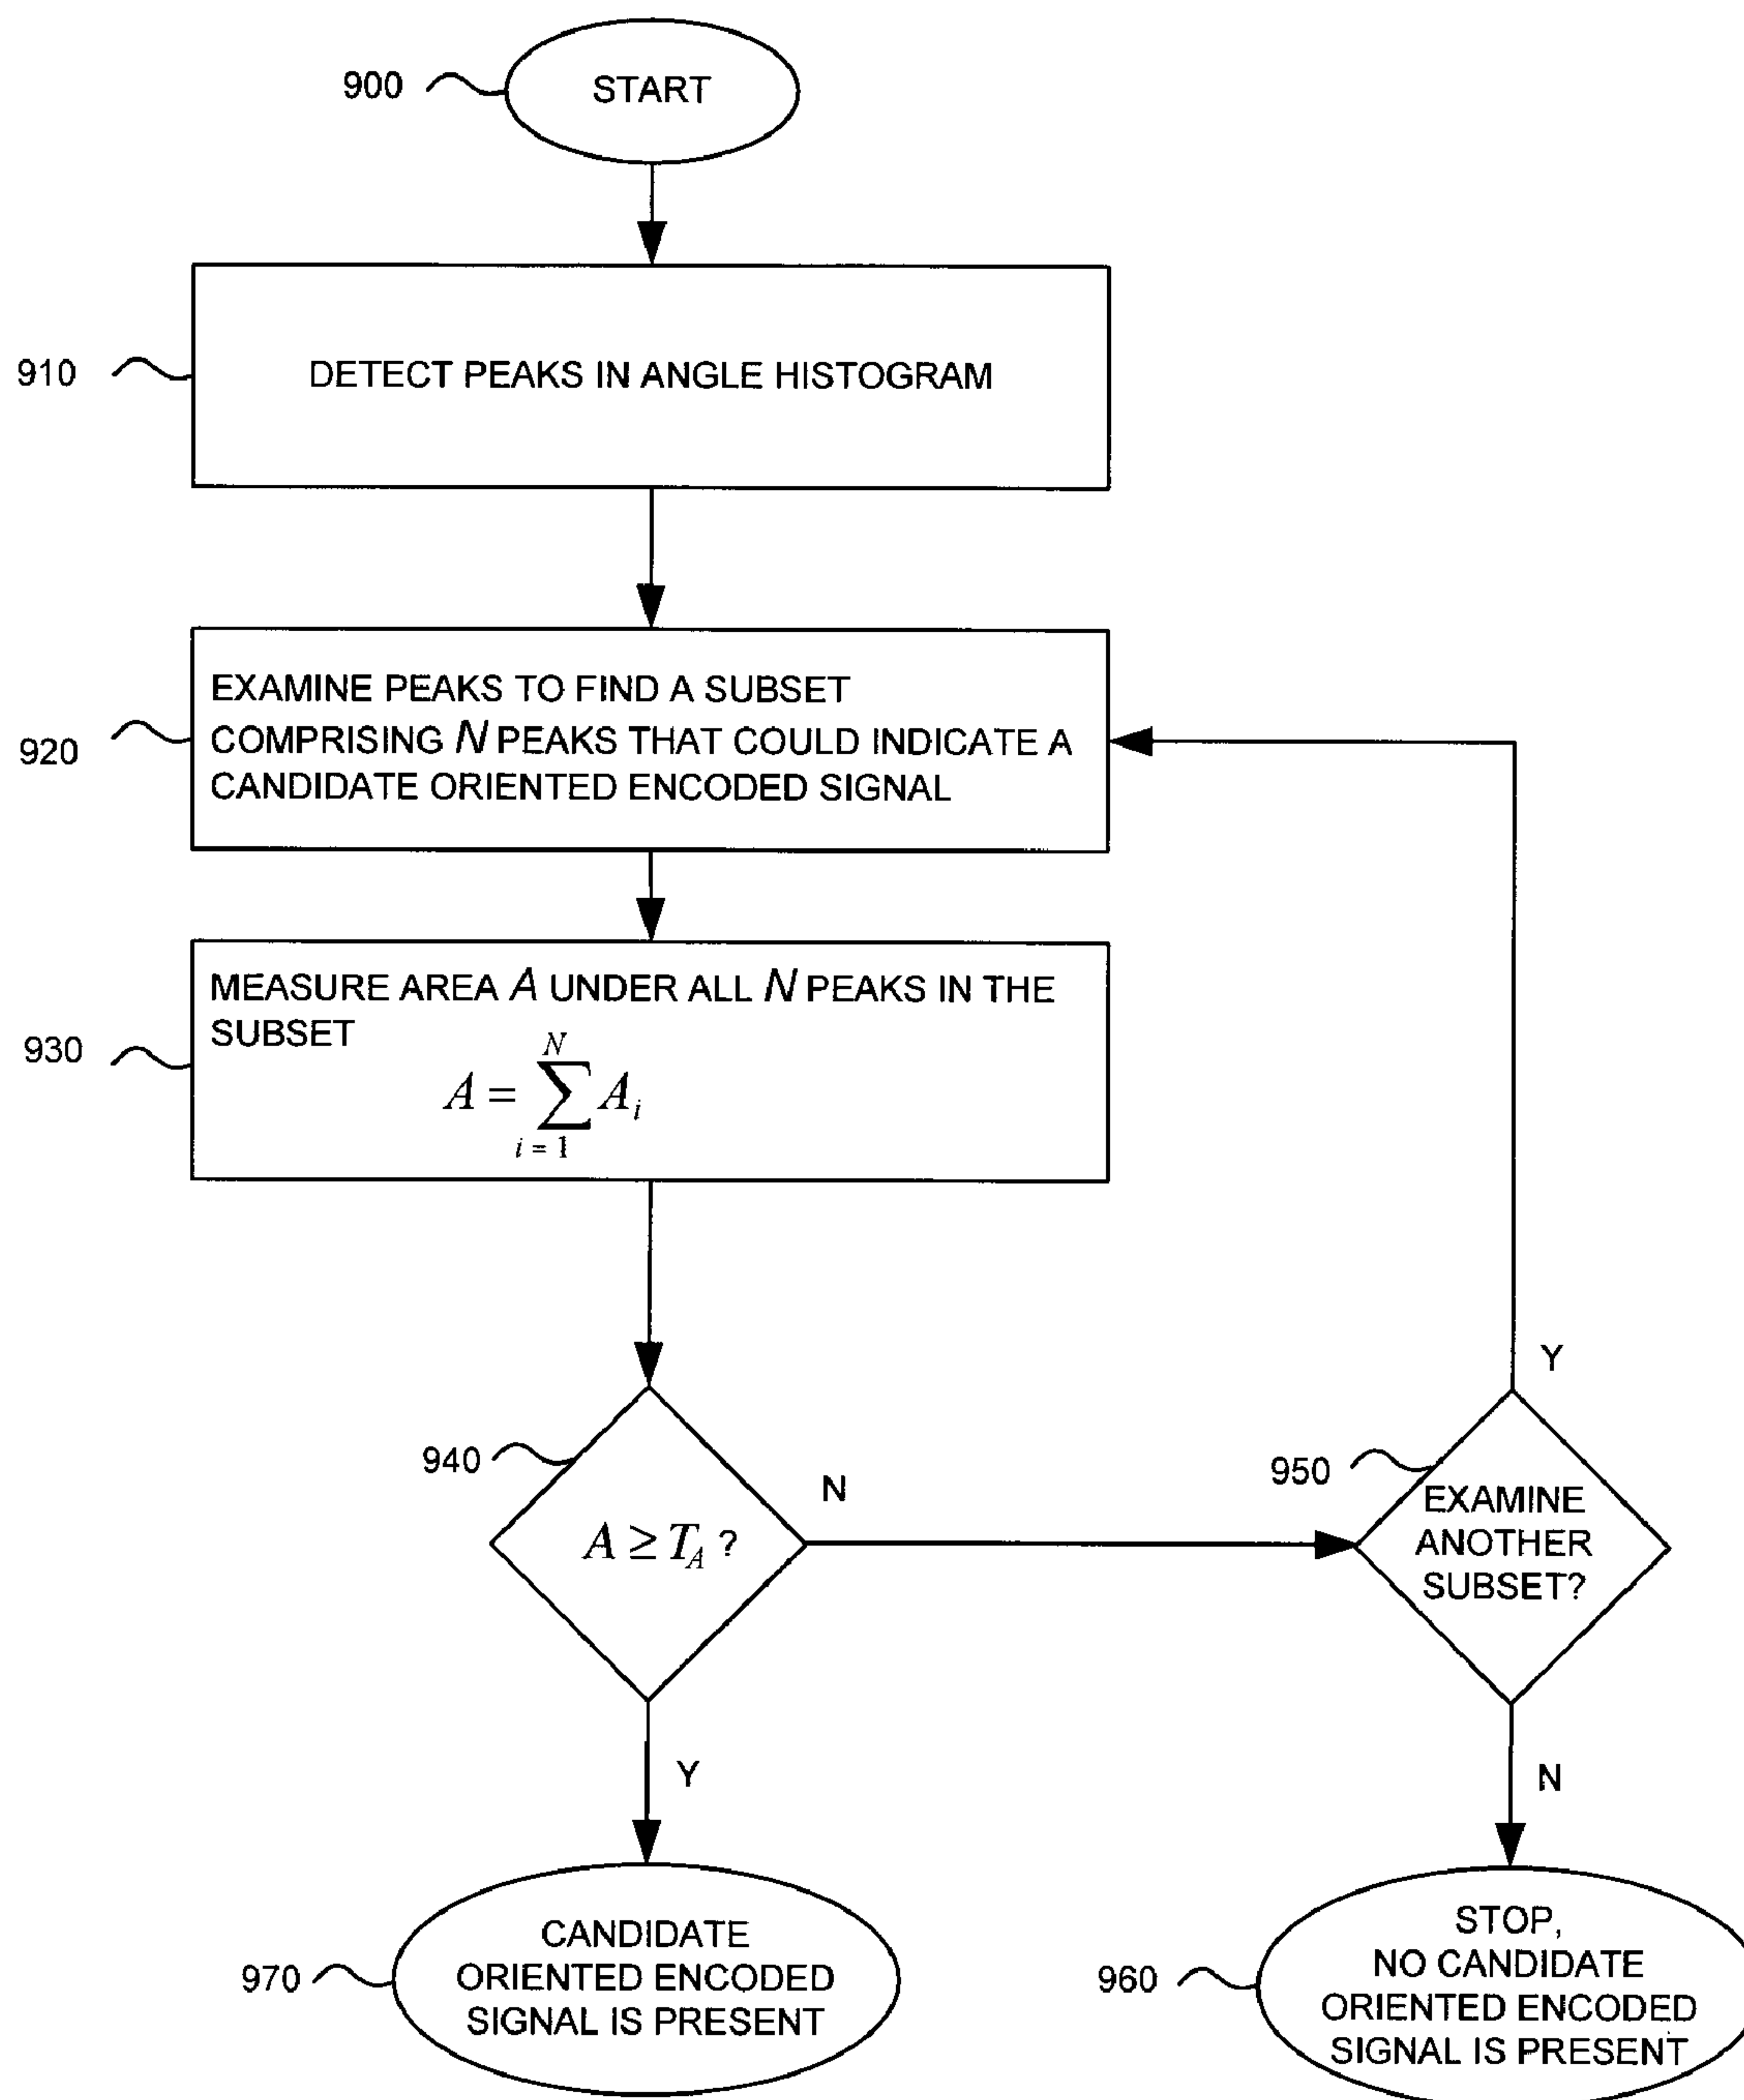 900
START
910
DETECT PEAKS IN ANGLE HISTOGRAM
920
EXAMINE PEAKS TO FIND A SUBSET
COMPRISING N PEAKS THAT COULD INDICATE A
CANDIDATE ORIENTED ENCODED SIGNAL
930
MEASURE AREA A UNDER ALL N PEAKS IN THE
SUBSET
A = ∑_{i = 1}^{N} A_i
940
A ≥ T_A ?
N
Y
950
EXAMINE
ANOTHER
SUBSET?
Y
N
970
CANDIDATE
ORIENTED ENCODED
SIGNAL IS PRESENT
960
STOP,
NO CANDIDATE
ORIENTED ENCODED
SIGNAL IS PRESENT